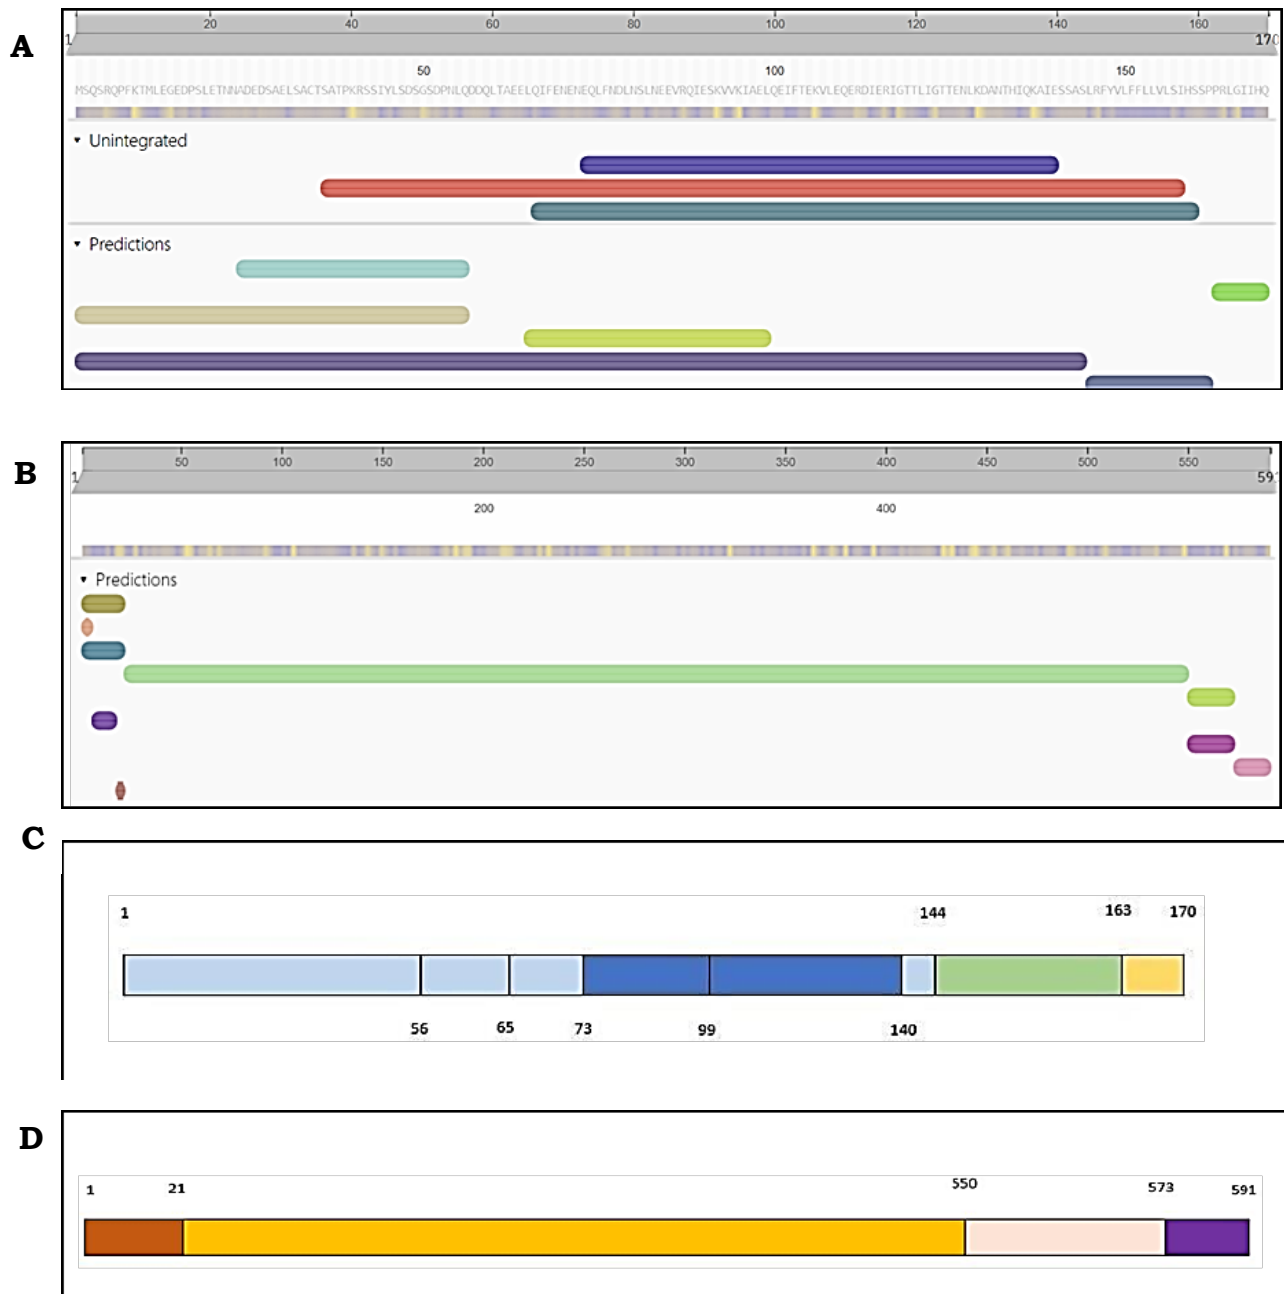 A
20 40 60 80 100 120 140 160
1 170
50 100 150
MSQSRQPFKTMLEGEDPSLETNNADEDSAELSACTSATPKRSSIYLSDSGSDPNLQDDQLTAEELQIFENENEQLFNDLNSLNEEVRQIESKVVKIAELQEIFTEKVLEQERDIERIGTTLIGTTENLKDANTHIQKAIESSASLRFYVLFFLLVLSIHSSPPRLGIIHQ
▼ Unintegrated
▼ Predictions
B
50 100 150 200 250 300 350 400 450 500 550
1 59
200 400
▼ Predictions
C
1 144 163 170
56 65 73 99 140
D
1 21 550 573 591